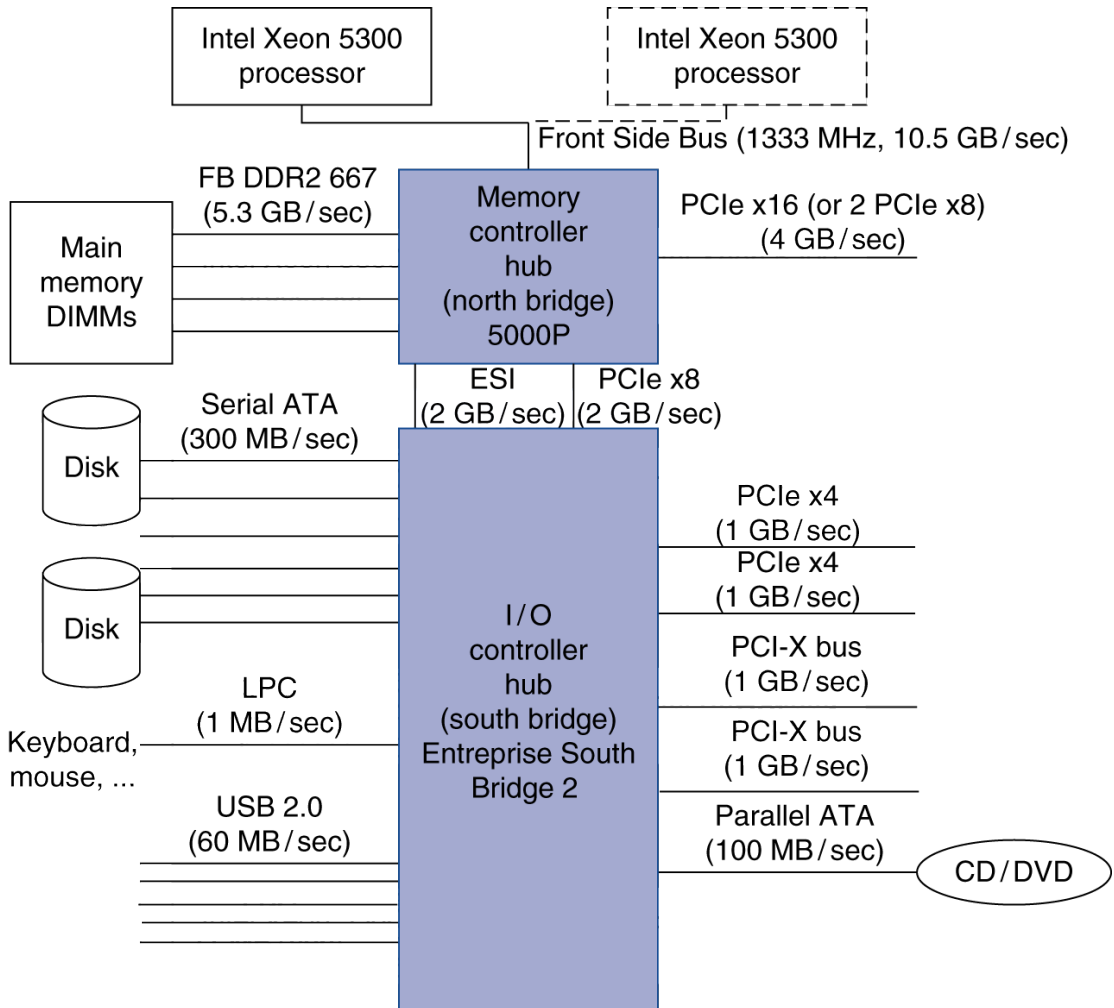 Intel Xeon 5300
processor
Intel Xeon 5300
processor
Front Side Bus (1333 MHz, 10.5 GB/sec)
FB DDR2 667
(5.3 GB/sec)
Main
memory
DIMMs
Memory
controller
hub
(north bridge)
5000P
PCIe x16 (or 2 PCIe x8)
(4 GB/sec)
ESI
(2 GB/sec)
PCIe x8
(2 GB/sec)
Serial ATA
(300 MB/sec)
Disk
Disk
LPC
(1 MB/sec)
Keyboard,
mouse, ...
USB 2.0
(60 MB/sec)
I/O
controller
hub
(south bridge)
Entreprise South
Bridge 2
PCIe x4
(1 GB/sec)
PCIe x4
(1 GB/sec)
PCI-X bus
(1 GB/sec)
PCI-X bus
(1 GB/sec)
Parallel ATA
(100 MB/sec)
CD/DVD